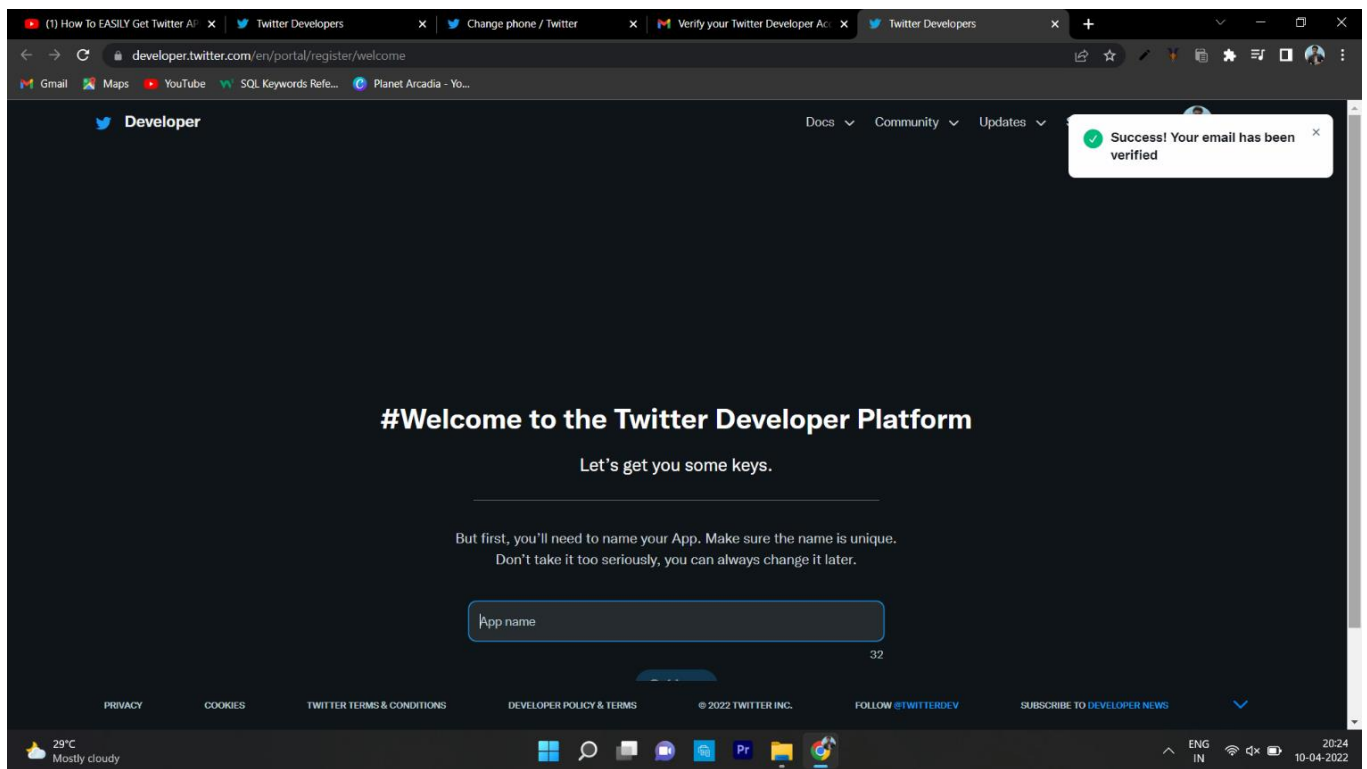 (1) How To EASILY Get Twitter AP
Twitter Developers
Change phone / Twitter
Verify your Twitter Developer Acc
Twitter Developers
developer.twitter.com/en/portal/register/welcome
Gmail
Maps
YouTube
SQL Keywords Refe...
Planet Arcadia - Yo...
Developer
Docs
Community
Updates
Success! Your email has been
verified
#Welcome to the Twitter Developer Platform
Let's get you some keys.
But first, you'll need to name your App. Make sure the name is unique.
Don't take it too seriously, you can always change it later.
App name
32
PRIVACY
COOKIES
TWITTER TERMS & CONDITIONS
DEVELOPER POLICY & TERMS
© 2022 TWITTER INC.
FOLLOW @TWITTERDEV
SUBSCRIBE TO DEVELOPER NEWS
29°C
Mostly cloudy
Pr
ENG
IN
20:24
10-04-2022